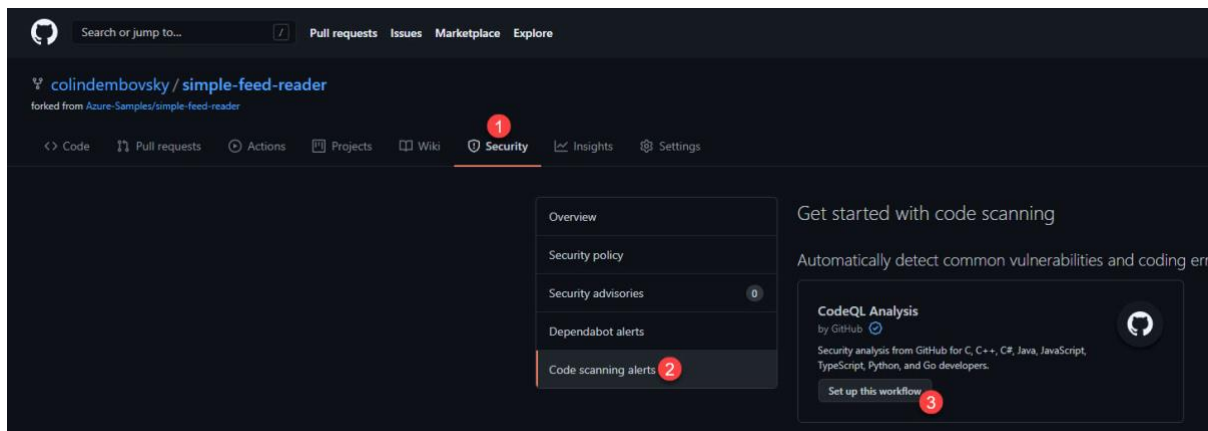 Search or jump to... / Pull requests Issues Marketplace Explore
colindembovsky / simple-feed-reader
forked from Azure-Samples/simple-feed-reader
1
<> Code Pull requests Actions Projects Wiki Security Insights Settings
Overview
Security policy
Security advisories 0
Dependabot alerts
Code scanning alerts 2
Get started with code scanning
Automatically detect common vulnerabilities and coding err
CodeQL Analysis
by GitHub
Security analysis from GitHub for C, C++, C#, Java, JavaScript,
TypeScript, Python, and Go developers.
Set up this workflow 3